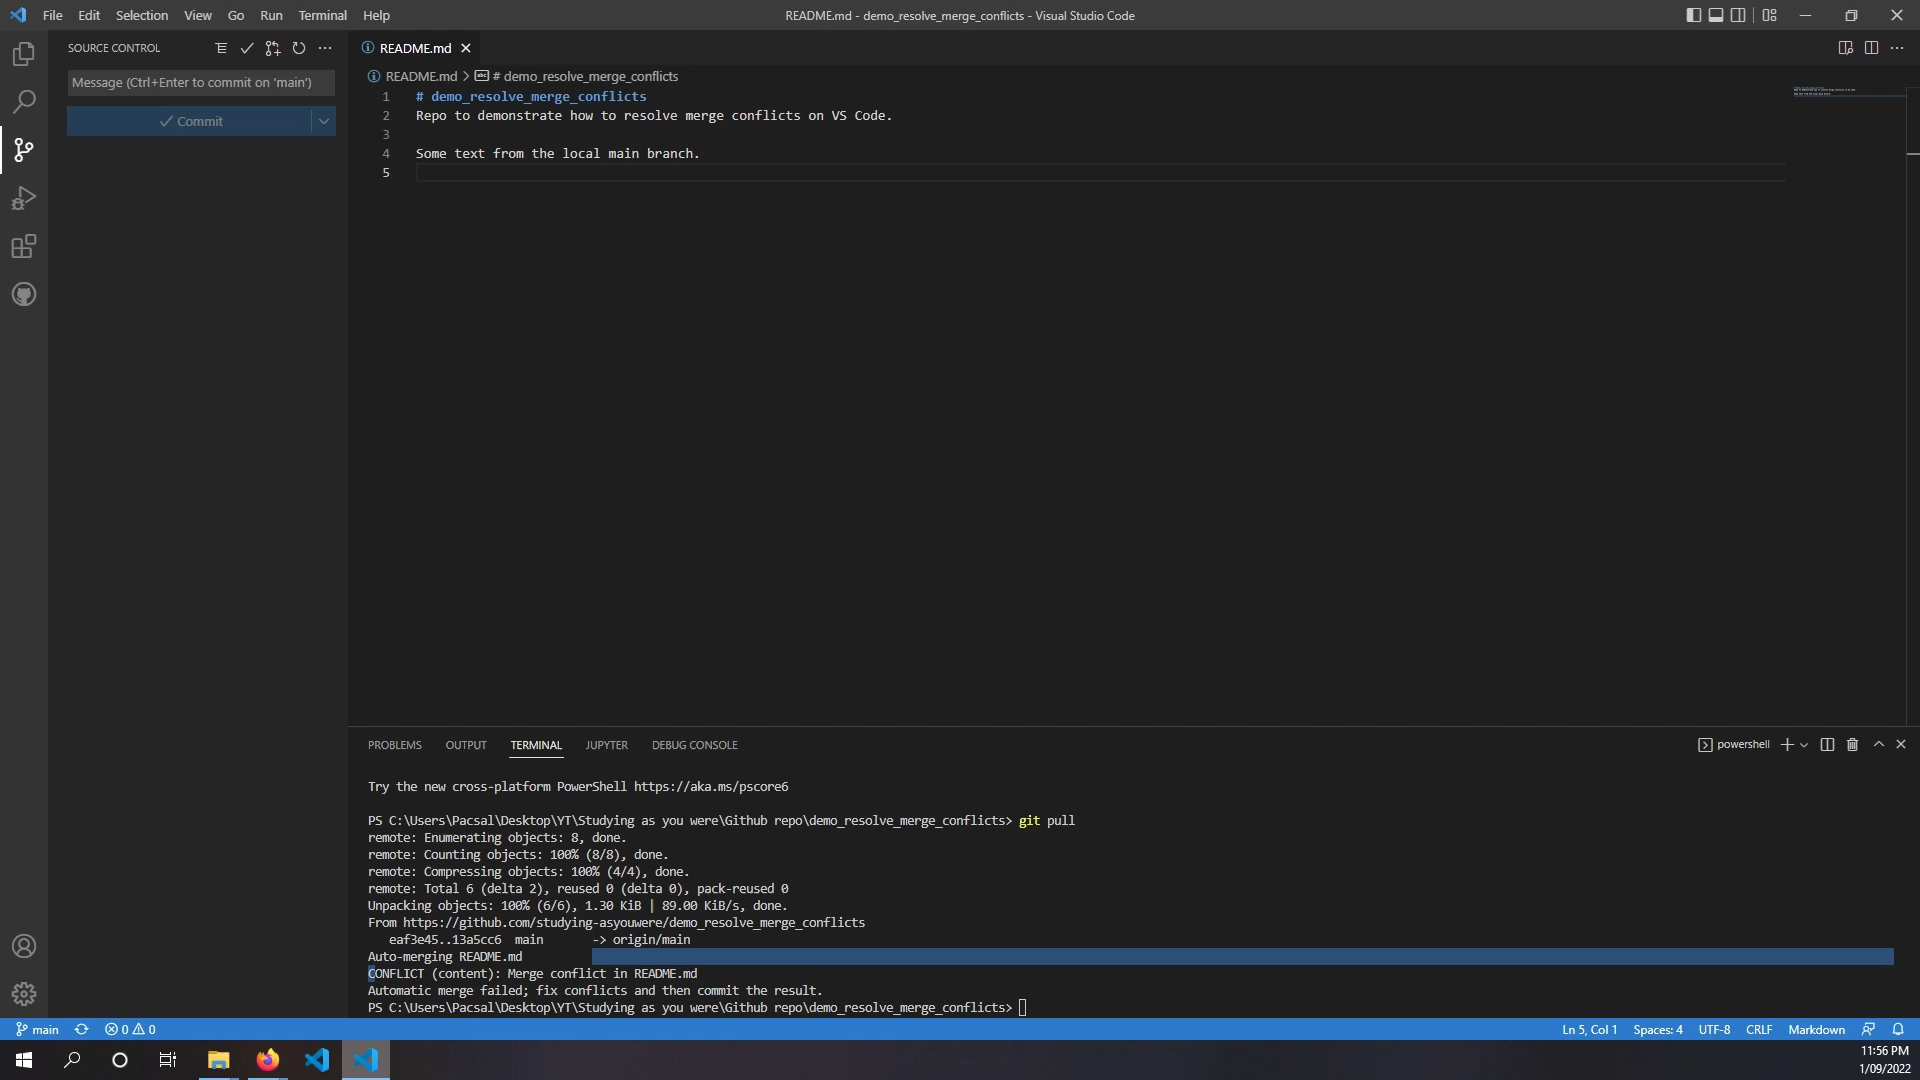 File Edit Selection View Go Run Terminal Help
README.md - demo_resolve_merge_conflicts - Visual Studio Code
SOURCE CONTROL
README.md
Message (Ctrl+Enter to commit on 'main')
README.md > # demo_resolve_merge_conflicts
Commit
1 # demo_resolve_merge_conflicts
2 Repo to demonstrate how to resolve merge conflicts on VS Code.
3
4 Some text from the local main branch.
5
PROBLEMS OUTPUT TERMINAL JUPYTER DEBUG CONSOLE
powershell
Try the new cross-platform PowerShell https://aka.ms/pscore6
PS C:\Users\Pacsal\Desktop\YT\Studying as you were\Github repo\demo_resolve_merge_conflicts> git pull
remote: Enumerating objects: 8, done.
remote: Counting objects: 100% (8/8), done.
remote: Compressing objects: 100% (4/4), done.
remote: Total 6 (delta 2), reused 0 (delta 0), pack-reused 0
Unpacking objects: 100% (6/6), 1.30 KiB | 89.00 KiB/s, done.
From https://github.com/studying-asyouwere/demo_resolve_merge_conflicts
eaf3e45..13a5cc6 main -> origin/main
Auto-merging README.md
CONFLICT (content): Merge conflict in README.md
Automatic merge failed; fix conflicts and then commit the result.
PS C:\Users\Pacsal\Desktop\YT\Studying as you were\Github repo\demo_resolve_merge_conflicts>
main 0 0
Ln 5, Col 1 Spaces: 4 UTF-8 CRLF Markdown
11:56 PM
1/09/2022